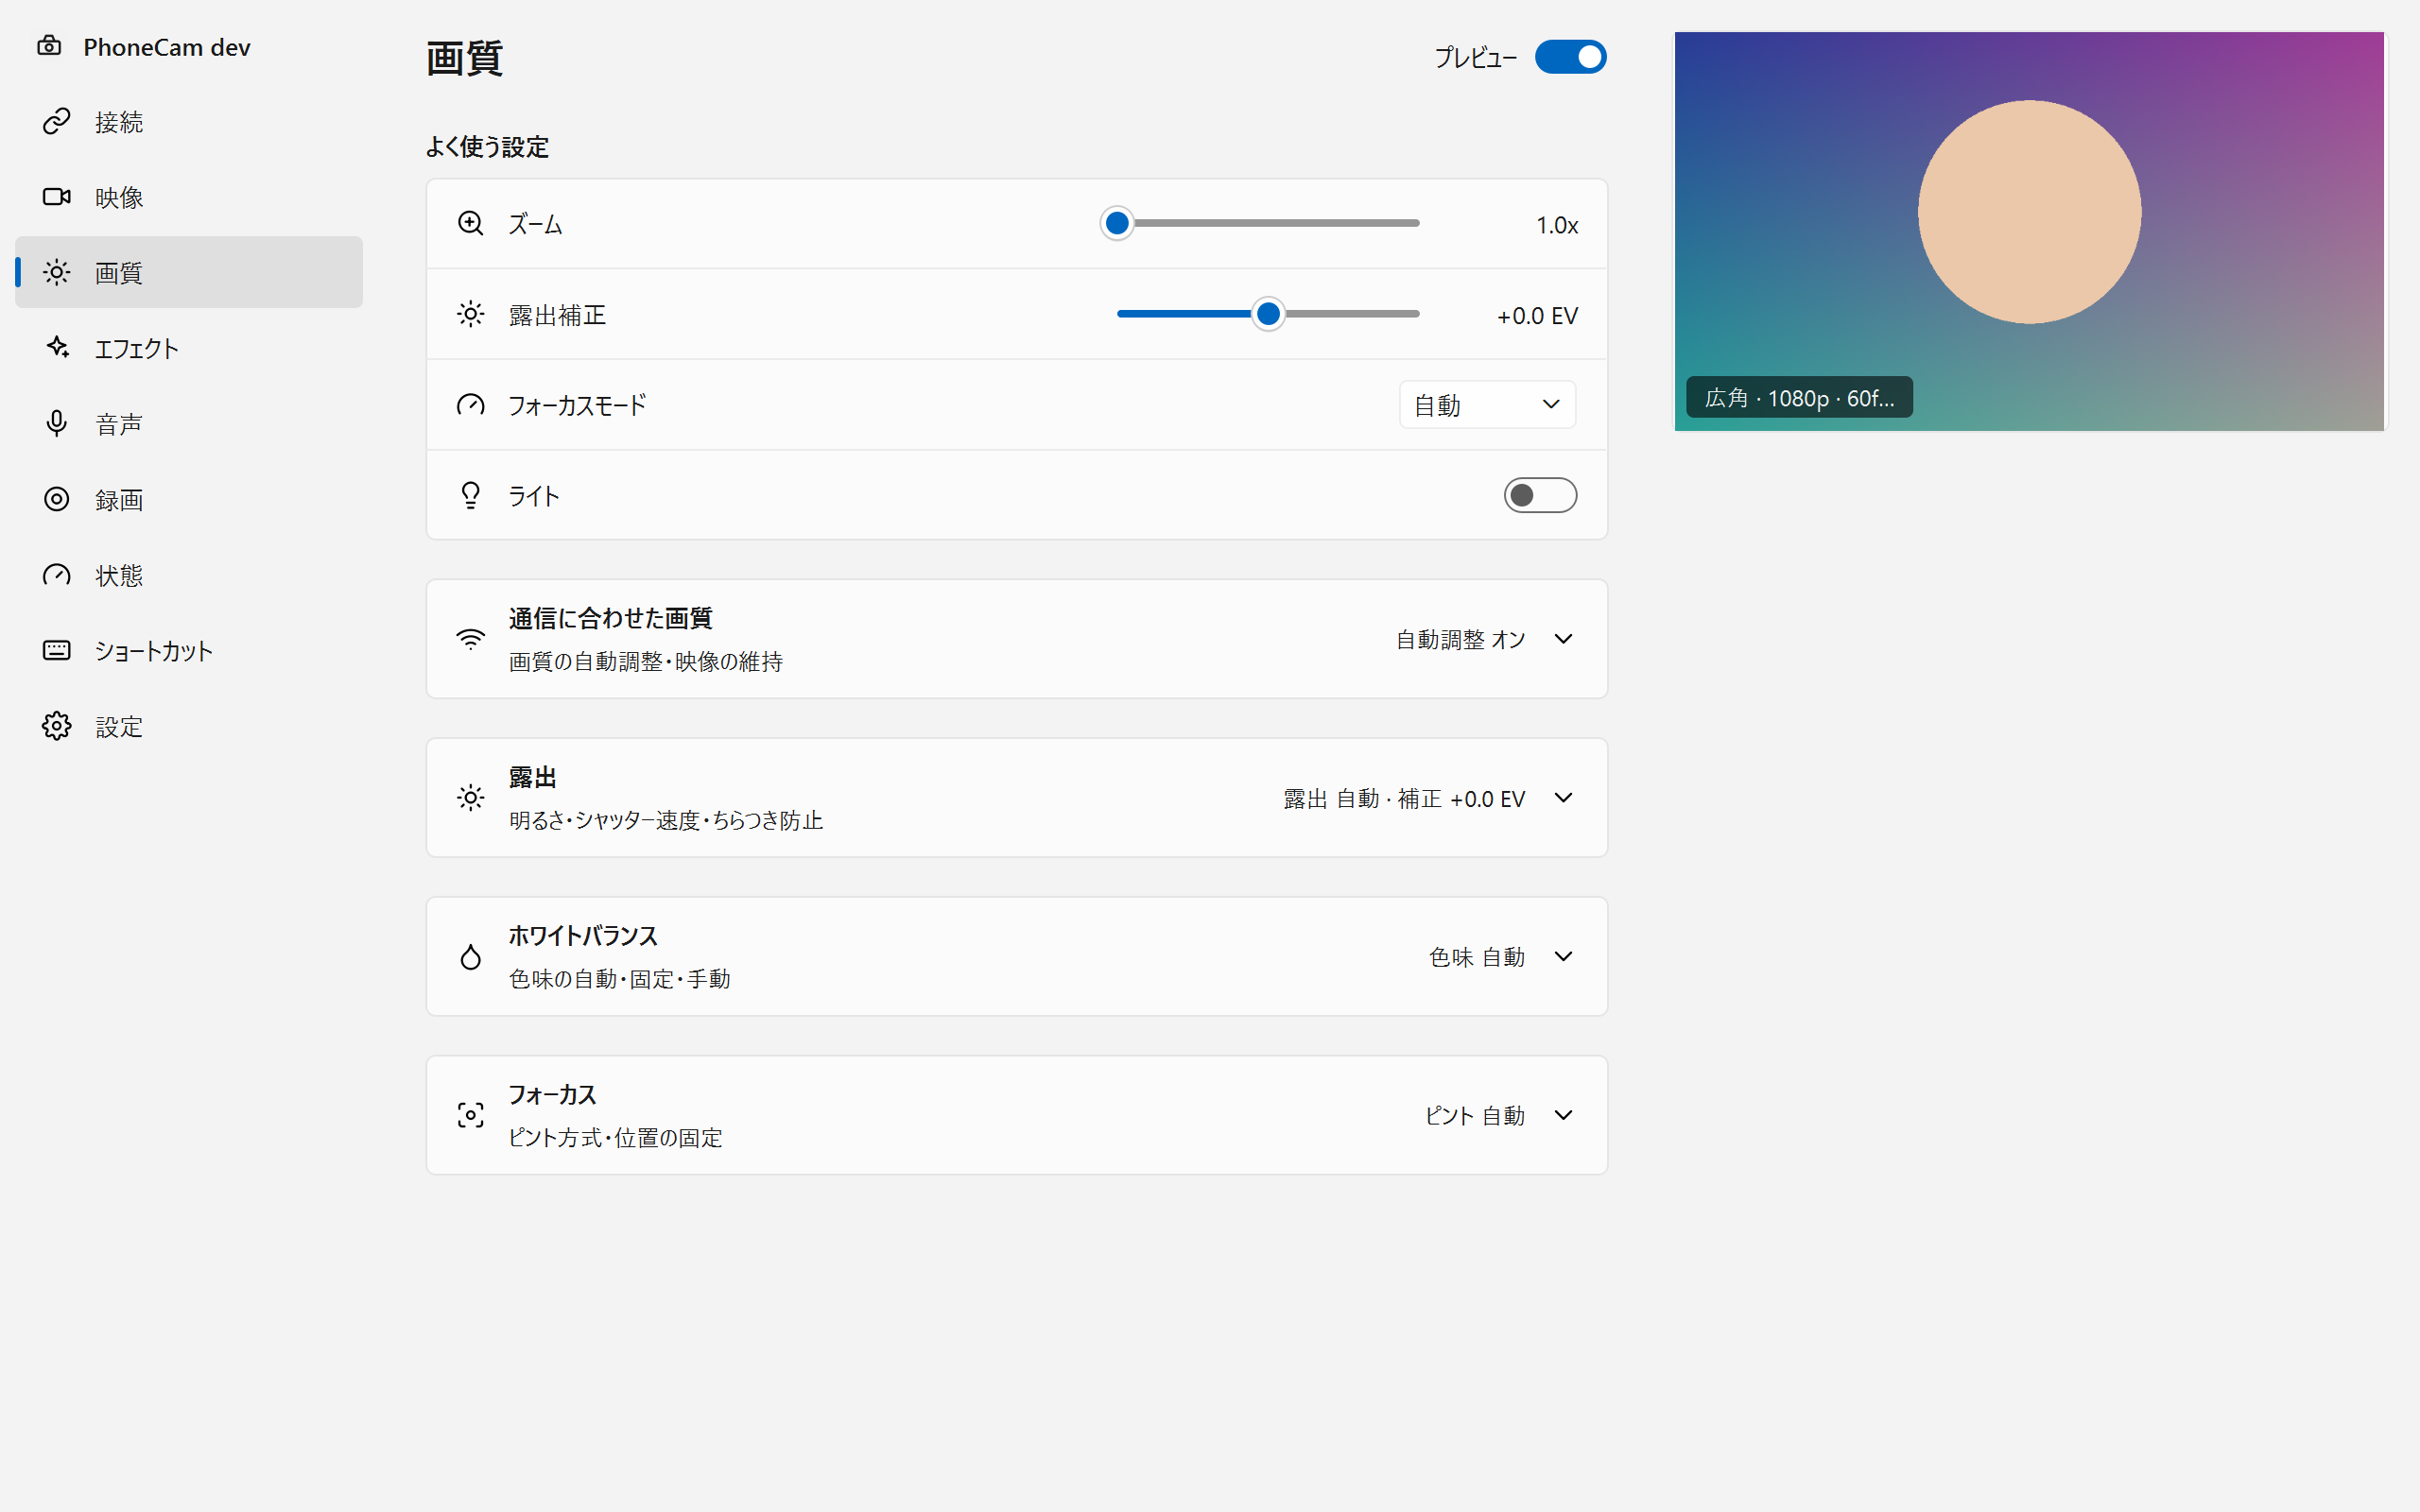 PhoneCam dev
接続
映像
画質
エフェクト
音声
録画
状態
ショートカット
設定
画質
プレビュー
よく使う設定
ズーム
1.0x
露出補正
+0.0 EV
フォーカスモード
自動
ライト
通信に合わせた画質
画質の自動調整・映像の維持
自動調整 オン
露出
明るさ・シャッター速度・ちらつき防止
露出 自動 · 補正 +0.0 EV
ホワイトバランス
色味の自動・固定・手動
色味 自動
フォーカス
ピント方式・位置の固定
ピント 自動
広角 · 1080p · 60f...